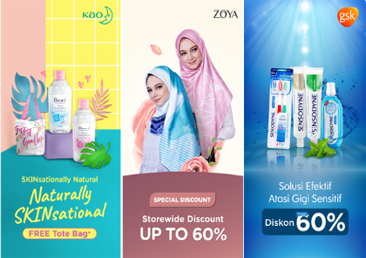 Kao
SKINsationally Natural
Naturally
SKINsational
FREE Tote Bag*
ZOYA
SPECIAL DISCOUNT
Storewide Discount
UP TO 60%
gsk
SENSODYNE
SENSODYNE
SENSODYNE
Solusi Efektif
Atasi Gigi Sensitif
Diskon 60%